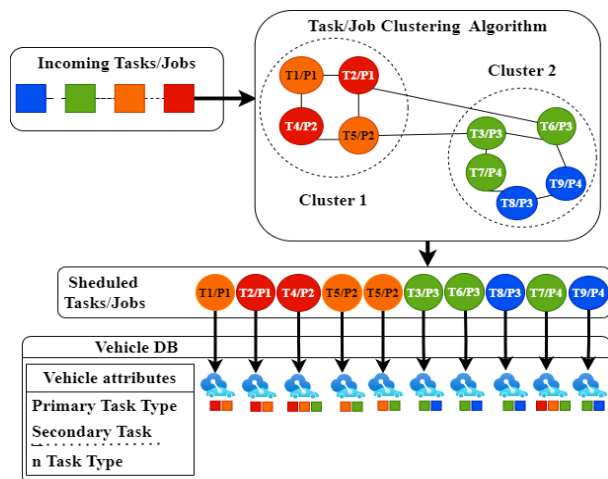 Task/Job Clustering Algorithm
Incoming Tasks/Jobs
Cluster 2
T1/P1 T2/P1
T4/P2 T5/P2
T3/P3 T6/P3
T7/P4 T9/P4
T8/P3
Cluster 1
Sheduled
Tasks/Jobs
T1/P1 T2/P1 T4/P2 T5/P2 T5/P2 T3/P3 T6/P3 T8/P3 T7/P4 T9/P4
Vehicle DB
Vehicle attributes
Primary Task Type
Secondary Task
n Task Type